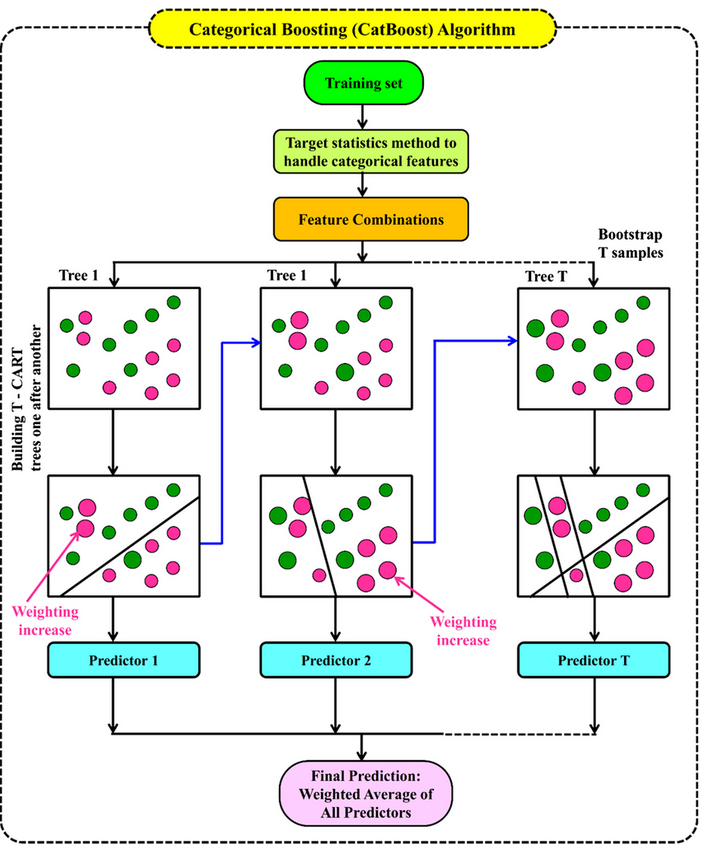 Categorical Boosting (CatBoost) Algorithm
Training set
Target statistics method to
handle categorical features
Feature Combinations
Bootstrap
T samples
Tree 1
Tree 1
Tree T
Building T - CART
trees one after another
Weighting
increase
Weighting
increase
Predictor 1
Predictor 2
Predictor T
Final Prediction:
Weighted Average of
All Predictors